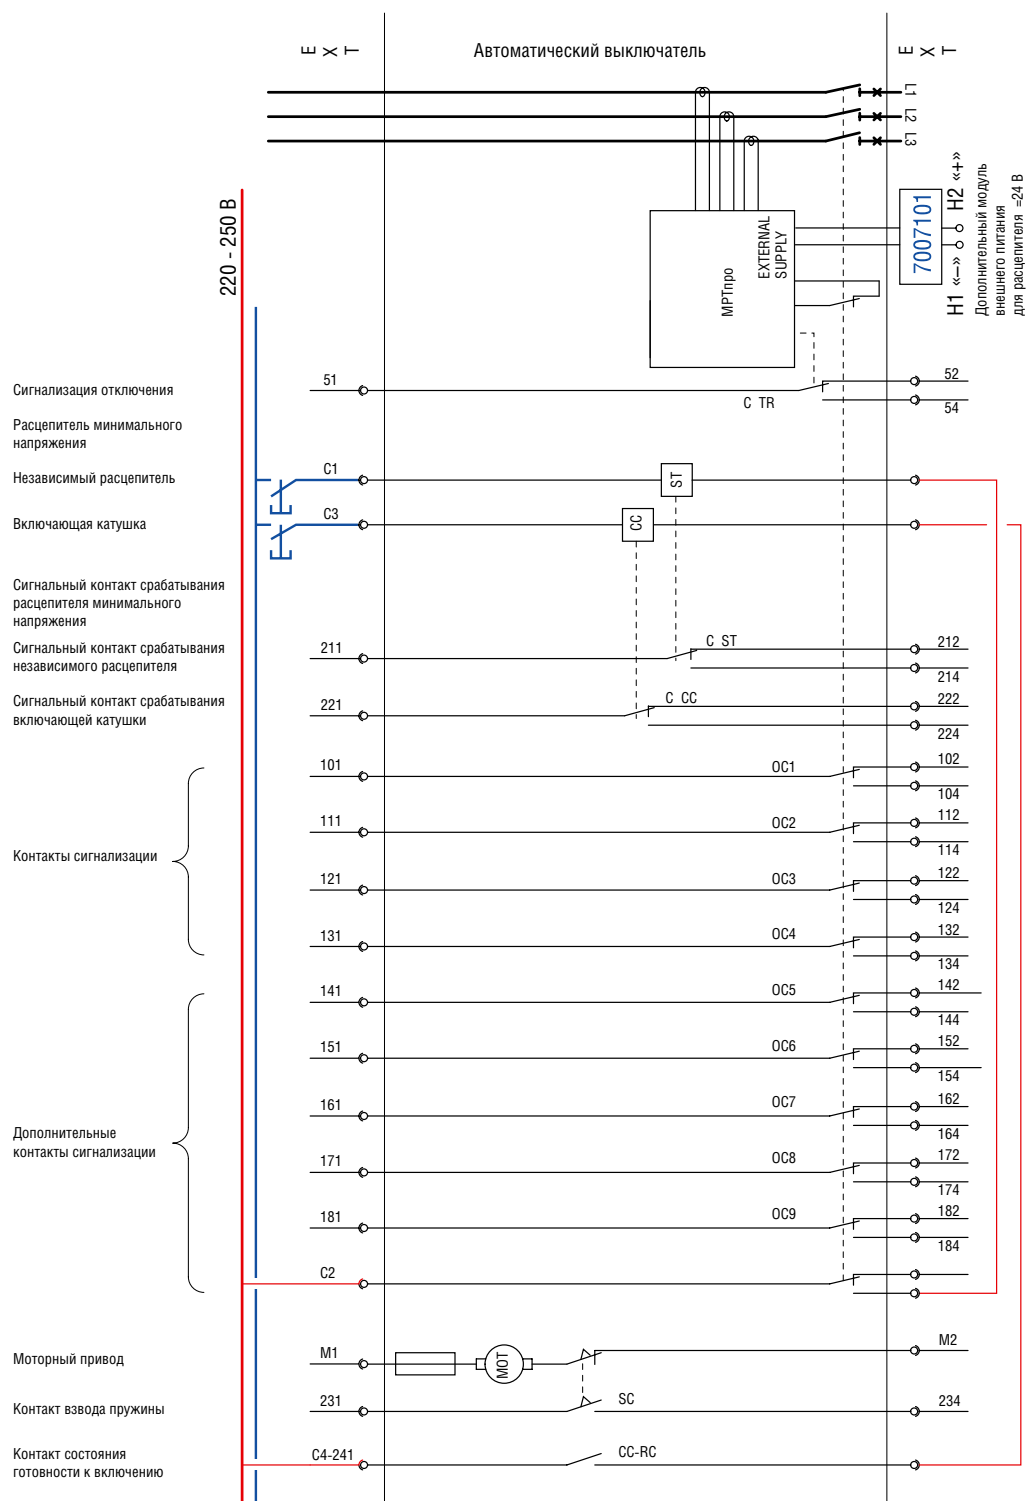 EXT
Автоматический выключатель
EXT
L1
L2
L3
220 - 250 В
МРТпро
EXTERNAL
SUPPLY
7007101
H1 «–» H2 «+»
Дополнительный модуль
внешнего питания
для расцепителя =24 В
Сигнализация отключения
51
C TR
52
54
Расцепитель минимального
напряжения
Независимый расцепитель
C1
ST
Включающая катушка
C3
CC
Сигнальный контакт срабатывания
расцепителя минимального
напряжения
Сигнальный контакт срабатывания
независимого расцепителя
211
C ST
212
214
Сигнальный контакт срабатывания
включающей катушки
221
C CC
222
224
Контакты сигнализации
101
OC1
102
104
111
OC2
112
114
121
OC3
122
124
131
OC4
132
134
Дополнительные
контакты сигнализации
141
OC5
142
144
151
OC6
152
154
161
OC7
162
164
171
OC8
172
174
181
OC9
182
184
C2
Моторный привод
M1
МОТ
M2
Контакт взвода пружины
231
SC
234
Контакт состояния
готовности к включению
C4-241
CC-RC